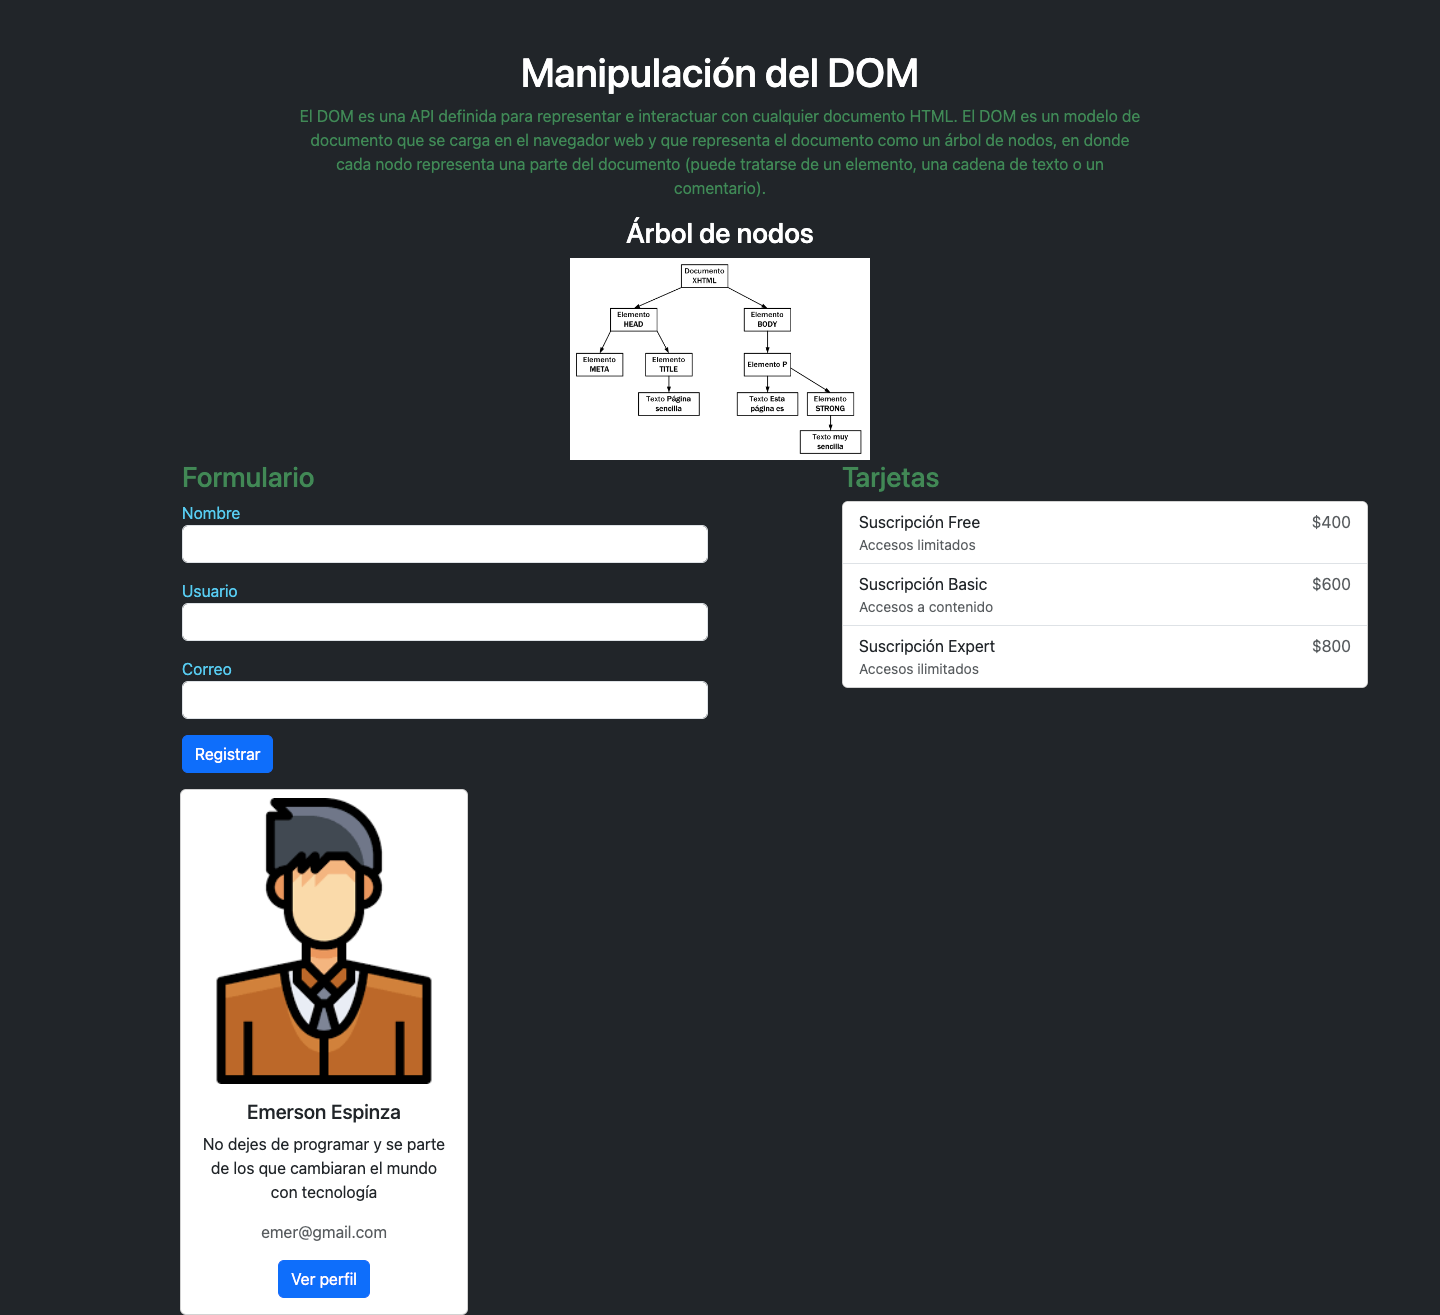 Manipulación del DOM
El DOM es una API definida para representar e interactuar con cualquier documento HTML. El DOM es un modelo de
documento que se carga en el navegador web y que representa el documento como un árbol de nodos, en donde
cada nodo representa una parte del documento (puede tratarse de un elemento, una cadena de texto o un
comentario).
Árbol de nodos
Documento
XHTML
Elemento
HEAD
Elemento
BODY
Elemento
META
Elemento
TITLE
Elemento P
Texto Página
sencilla
Texto Esta
página es
Elemento
STRONG
Texto muy
sencilla
Formulario
Nombre
Usuario
Correo
Registrar
Tarjetas
Suscripción Free
$400
Accesos limitados
Suscripción Basic
$600
Accesos a contenido
Suscripción Expert
$800
Accesos ilimitados
Emerson Espinza
No dejes de programar y se parte
de los que cambiaran el mundo
con tecnología
emer@gmail.com
Ver perfil